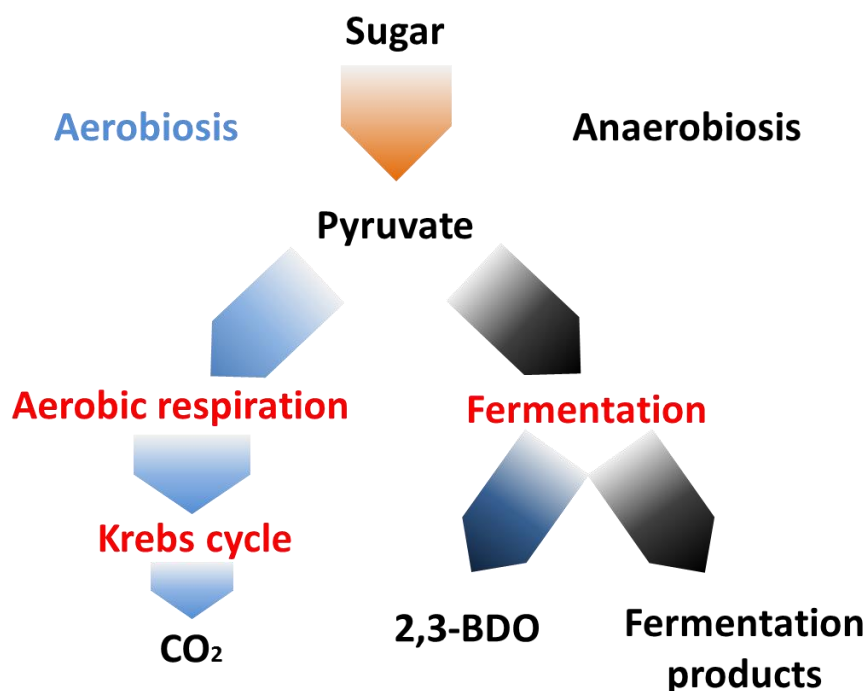 Sugar
Aerobiosis
Anaerobiosis
Pyruvate
Aerobic respiration
Fermentation
Krebs cycle
CO₂
2,3-BDO
Fermentation
products